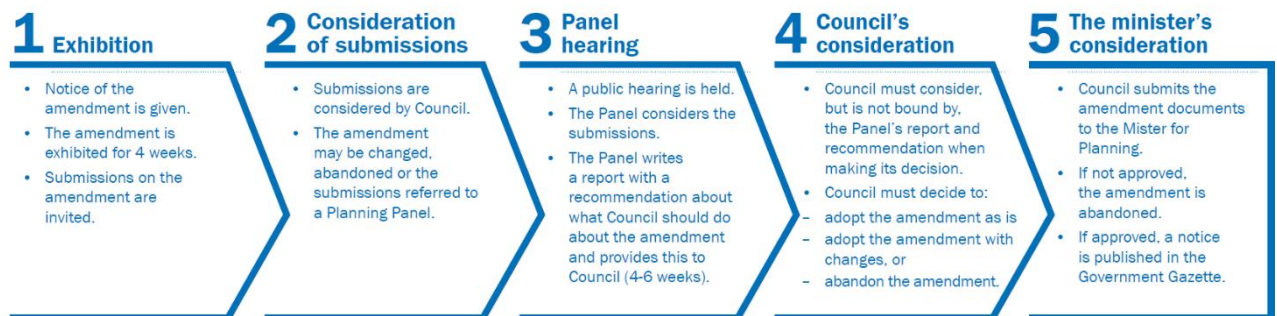 1 Exhibition
• Notice of the
amendment is given.
• The amendment is
exhibited for 4 weeks.
• Submissions on the
amendment are
invited.
2 Consideration
of submissions
• Submissions are
considered by Council.
• The amendment
may be changed,
abandoned or the
submissions referred to
a Planning Panel.
3 Panel
hearing
• A public hearing is held.
• The Panel considers the
submissions.
• The Panel writes
a report with a
recommendation about
what Council should do
about the amendment
and provides this to
Council (4-6 weeks).
4 Council's
consideration
• Council must consider,
but is not bound by,
the Panel's report and
recommendation when
making its decision.
• Council must decide to:
– adopt the amendment as is
– adopt the amendment with
changes, or
– abandon the amendment.
5 The minister's
consideration
• Council submits the
amendment documents
to the Mister for
Planning.
• If not approved,
the amendment is
abandoned.
• If approved, a notice
is published in the
Government Gazette.